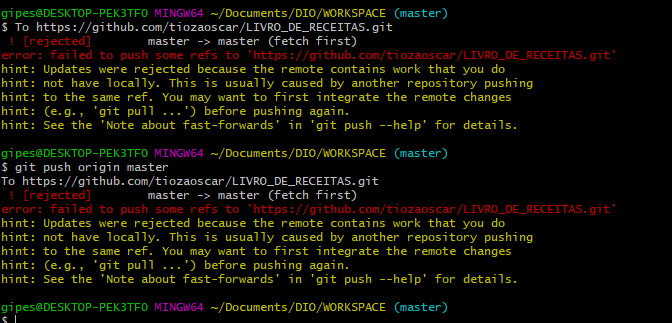 gipes@DESKTOP-PEK3TFO MINGW64 ~/Documents/DIO/WORKSPACE (master)
$ To https://github.com/tiozaoscar/LIVRO_DE_RECEITAS.git
! [rejected] master -> master (fetch first)
error: failed to push some refs to 'https://github.com/tiozaoscar/LIVRO_DE_RECEITAS.git'
hint: Updates were rejected because the remote contains work that you do
hint: not have locally. This is usually caused by another repository pushing
hint: to the same ref. You may want to first integrate the remote changes
hint: (e.g., 'git pull ...') before pushing again.
hint: See the 'Note about fast-forwards' in 'git push --help' for details.
gipes@DESKTOP-PEK3TFO MINGW64 ~/Documents/DIO/WORKSPACE (master)
$ git push origin master
To https://github.com/tiozaoscar/LIVRO_DE_RECEITAS.git
! [rejected] master -> master (fetch first)
error: failed to push some refs to 'https://github.com/tiozaoscar/LIVRO_DE_RECEITAS.git'
hint: Updates were rejected because the remote contains work that you do
hint: not have locally. This is usually caused by another repository pushing
hint: to the same ref. You may want to first integrate the remote changes
hint: (e.g., 'git pull ...') before pushing again.
hint: See the 'Note about fast-forwards' in 'git push --help' for details.
gipes@DESKTOP-PEK3TFO MINGW64 ~/Documents/DIO/WORKSPACE (master)
$